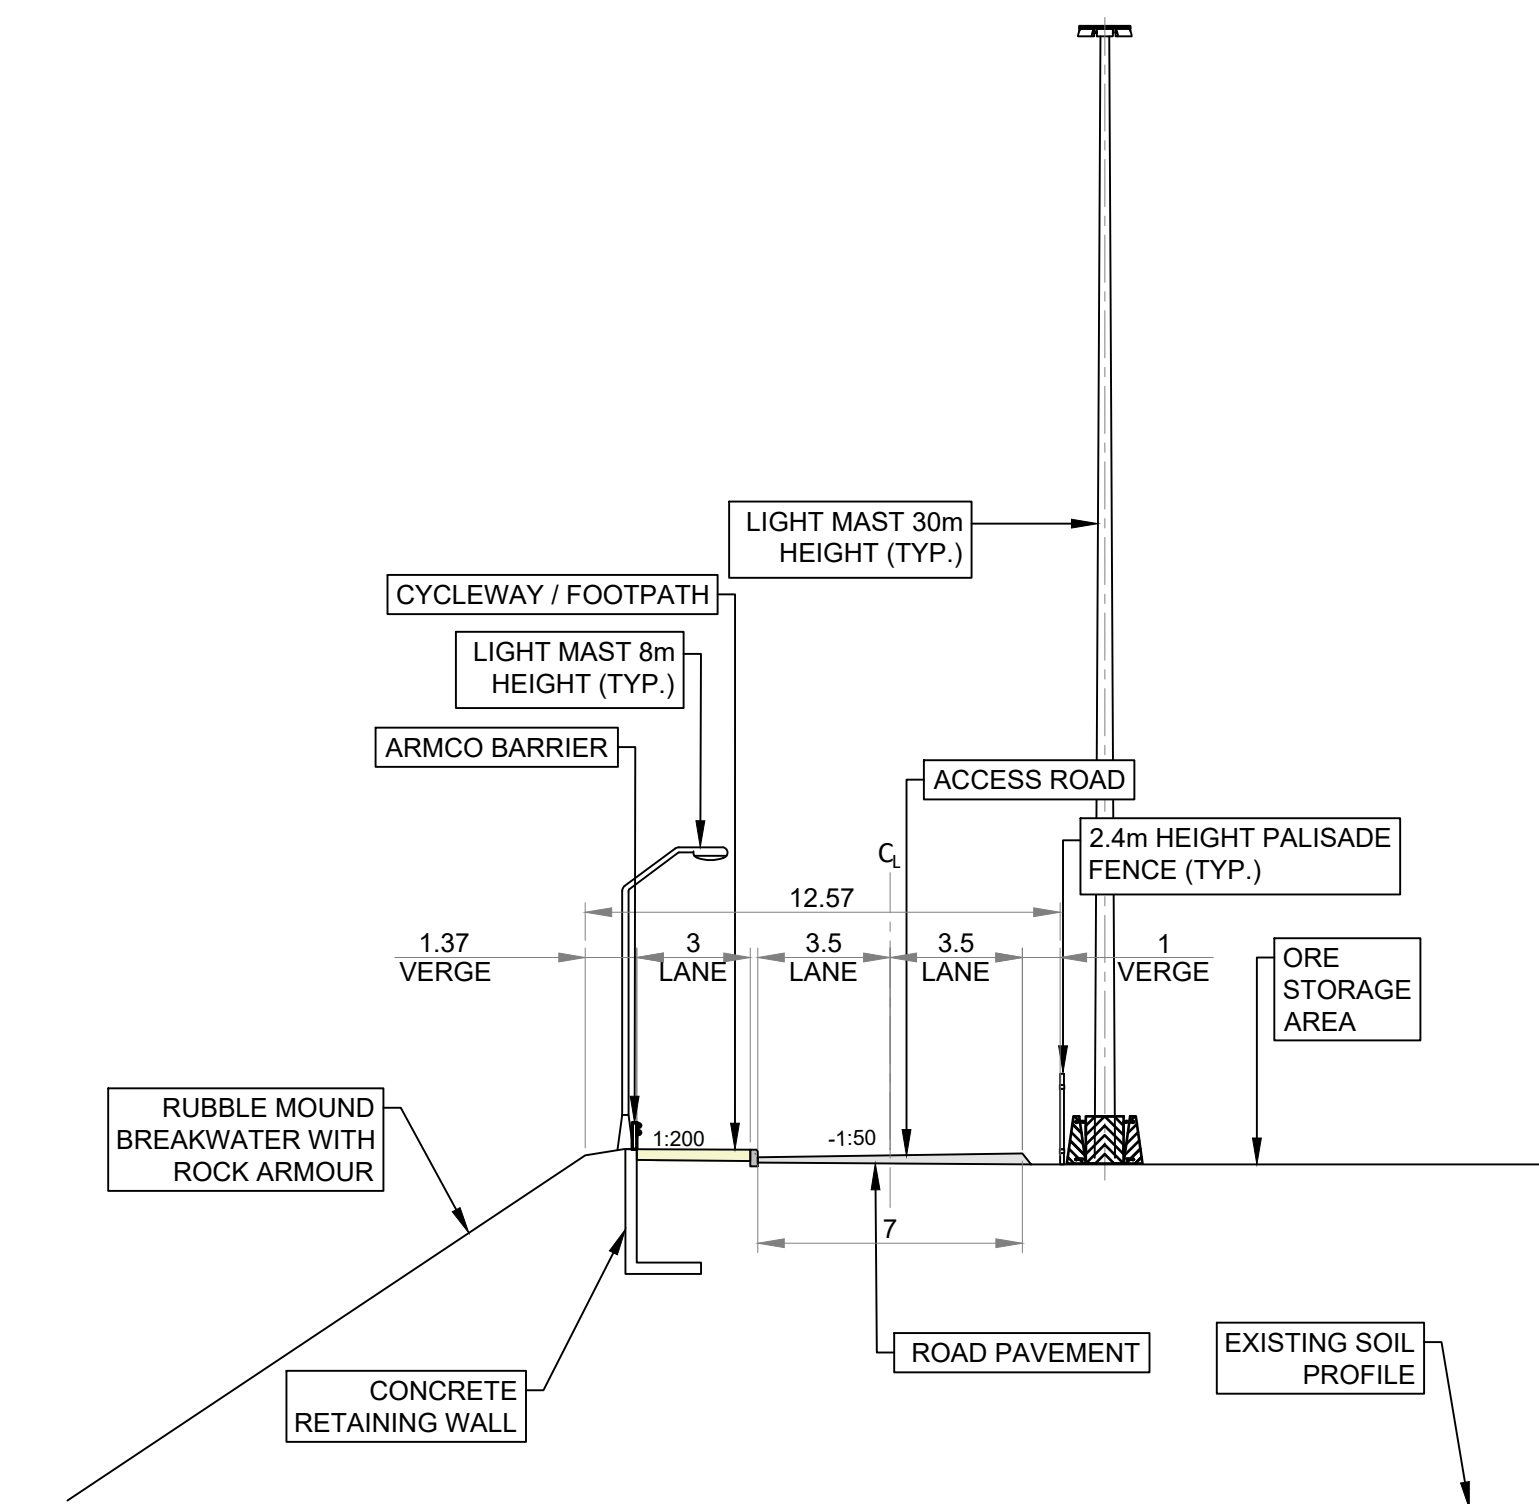 LIGHT MAST 30m
HEIGHT (TYP.)
CYCLEWAY / FOOTPATH
LIGHT MAST 8m
HEIGHT (TYP.)
ARMCO BARRIER
ACCESS ROAD
2.4m HEIGHT PALISADE
FENCE (TYP.)
CL
12.57
1.37
VERGE
3
LANE
3.5
LANE
3.5
LANE
1
VERGE
ORE
STORAGE
AREA
RUBBLE MOUND
BREAKWATER WITH
ROCK ARMOUR
1:200
-1:50
7
ROAD PAVEMENT
EXISTING SOIL
PROFILE
CONCRETE
RETAINING WALL